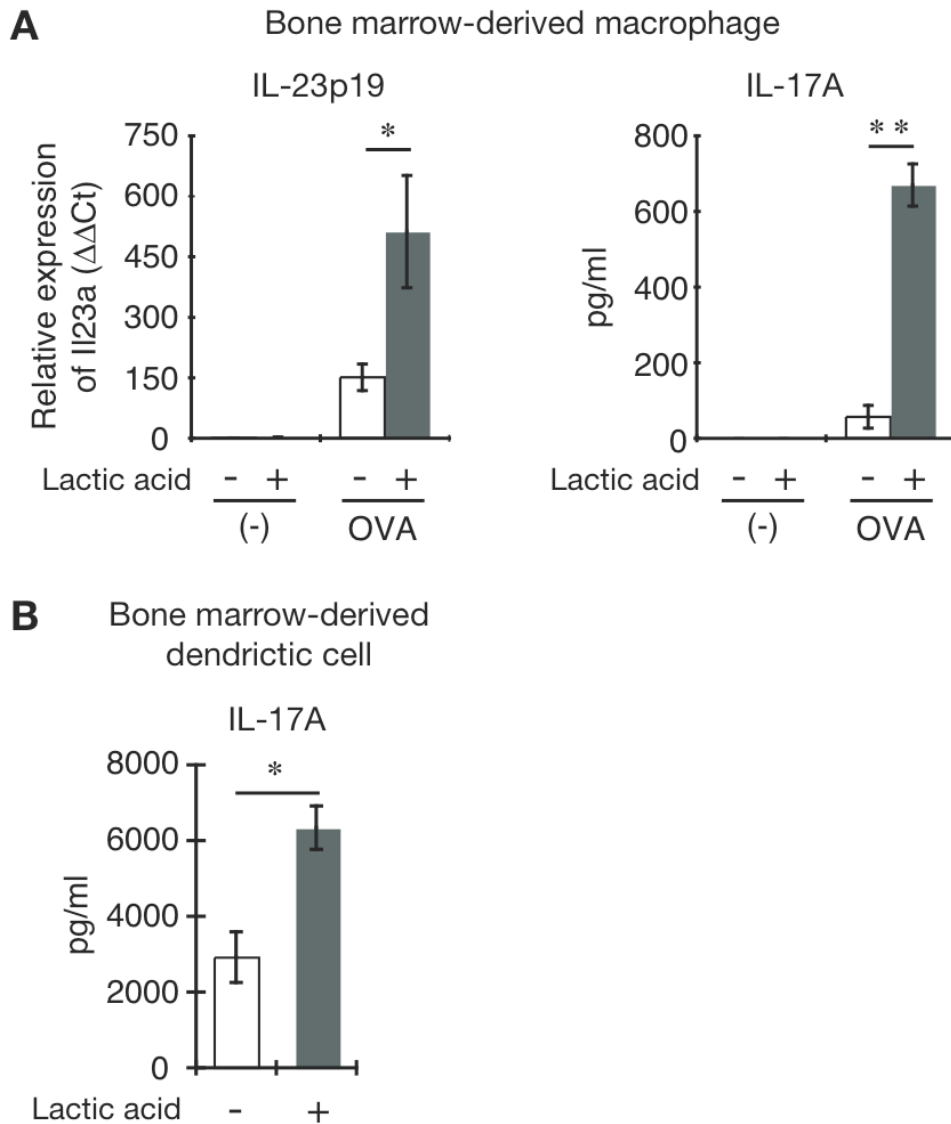 A
Bone marrow-derived macrophage
IL-23p19
Relative expression
of Il23a (ΔΔCt)
750
600
450
300
150
0
*
Lactic acid - + - +
(-) OVA
IL-17A
pg/ml
800
600
400
200
0
**
Lactic acid - + - +
(-) OVA
B
Bone marrow-derived
dendrictic cell
IL-17A
pg/ml
8000
6000
4000
2000
0
*
Lactic acid - +